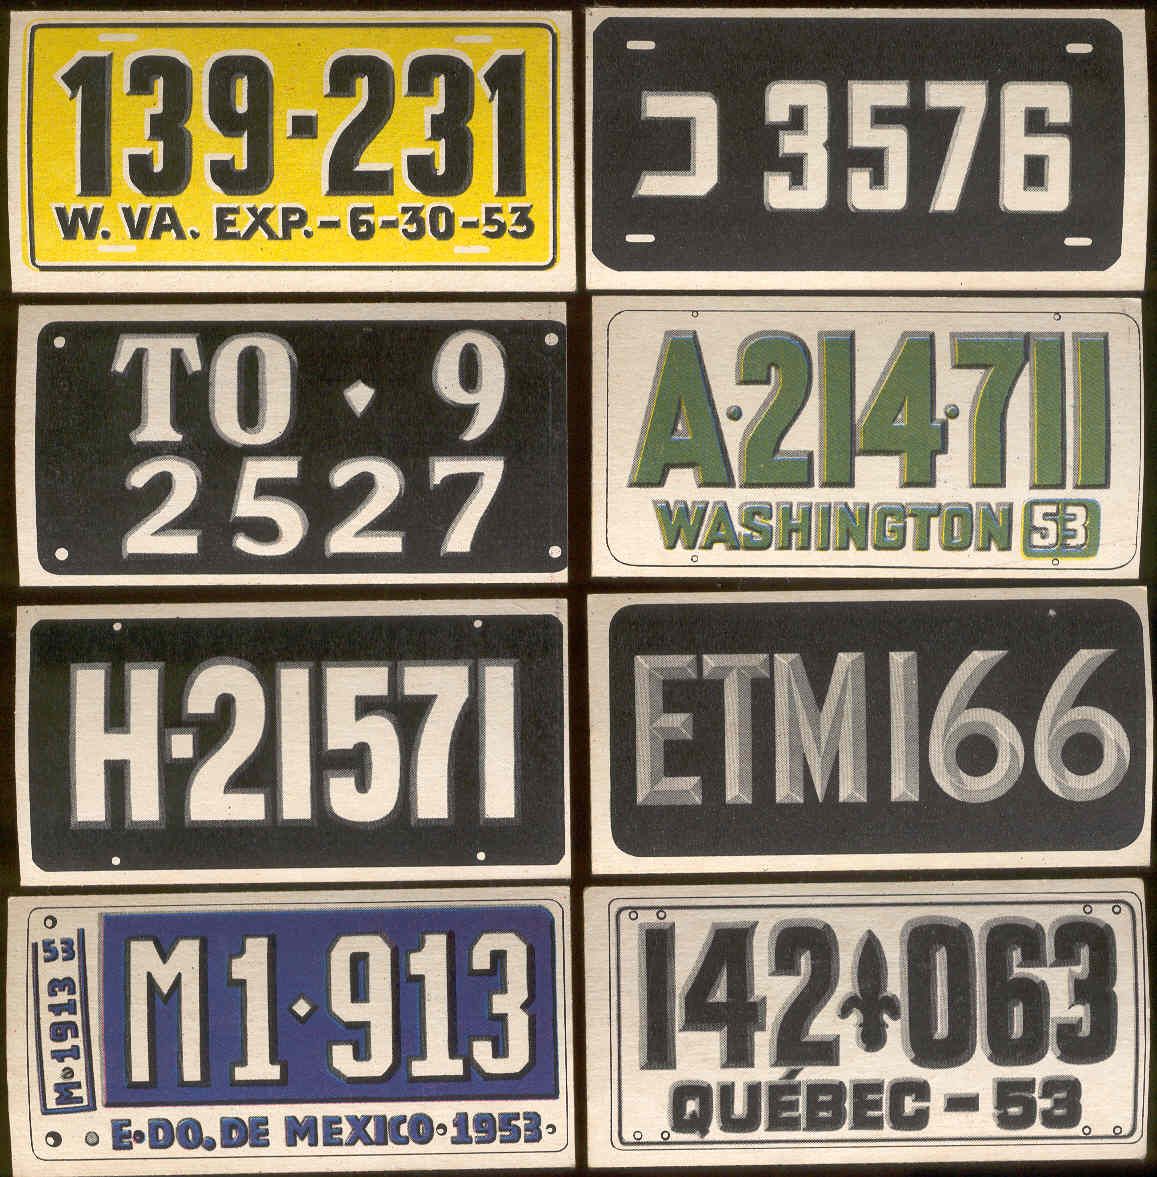 139-231
W. VA. EXP.-6-30-53
כ 3576
TO · 9
2527
A·214·711
WASHINGTON 53
H-21571
ETM166
M·1913 53
M1·913
E·DO. DE MEXICO·1953
142⚜063
QUÉBEC - 53